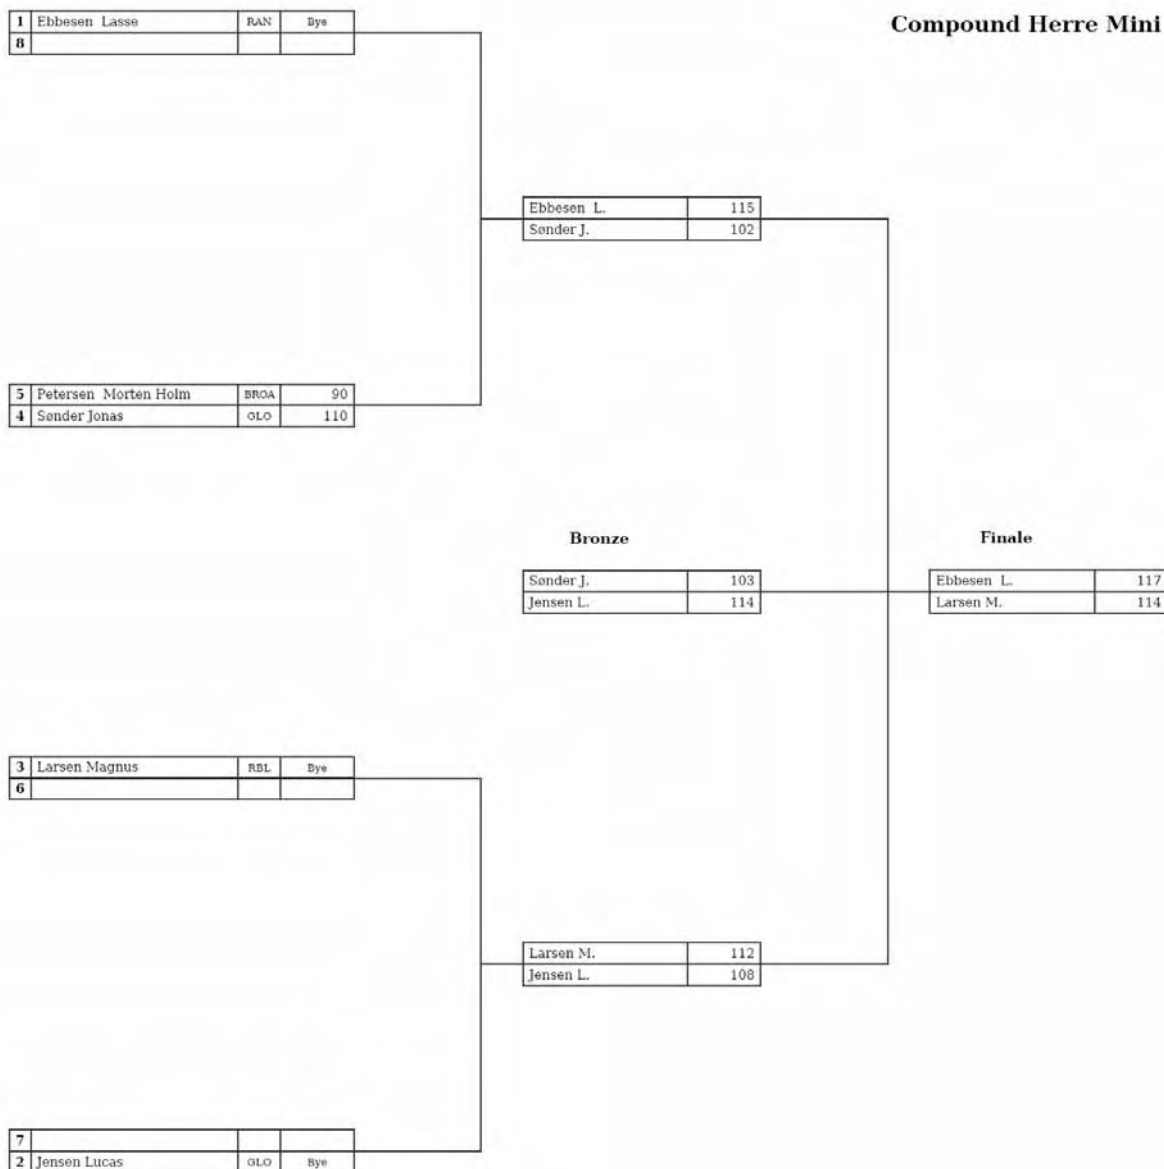 Compound Herre Mini
1 Ebbesen Lasse RAN Bye
8
Ebbesen L. 115
Sønder J. 102
5 Petersen Morten Holm BROA 90
4 Sønder Jonas GLO 110
Bronze
Finale
Sønder J. 103
Jensen L. 114
Ebbesen L. 117
Larsen M. 114
3 Larsen Magnus RBL Bye
6
Larsen M. 112
Jensen L. 108
7
2 Jensen Lucas GLO Bye